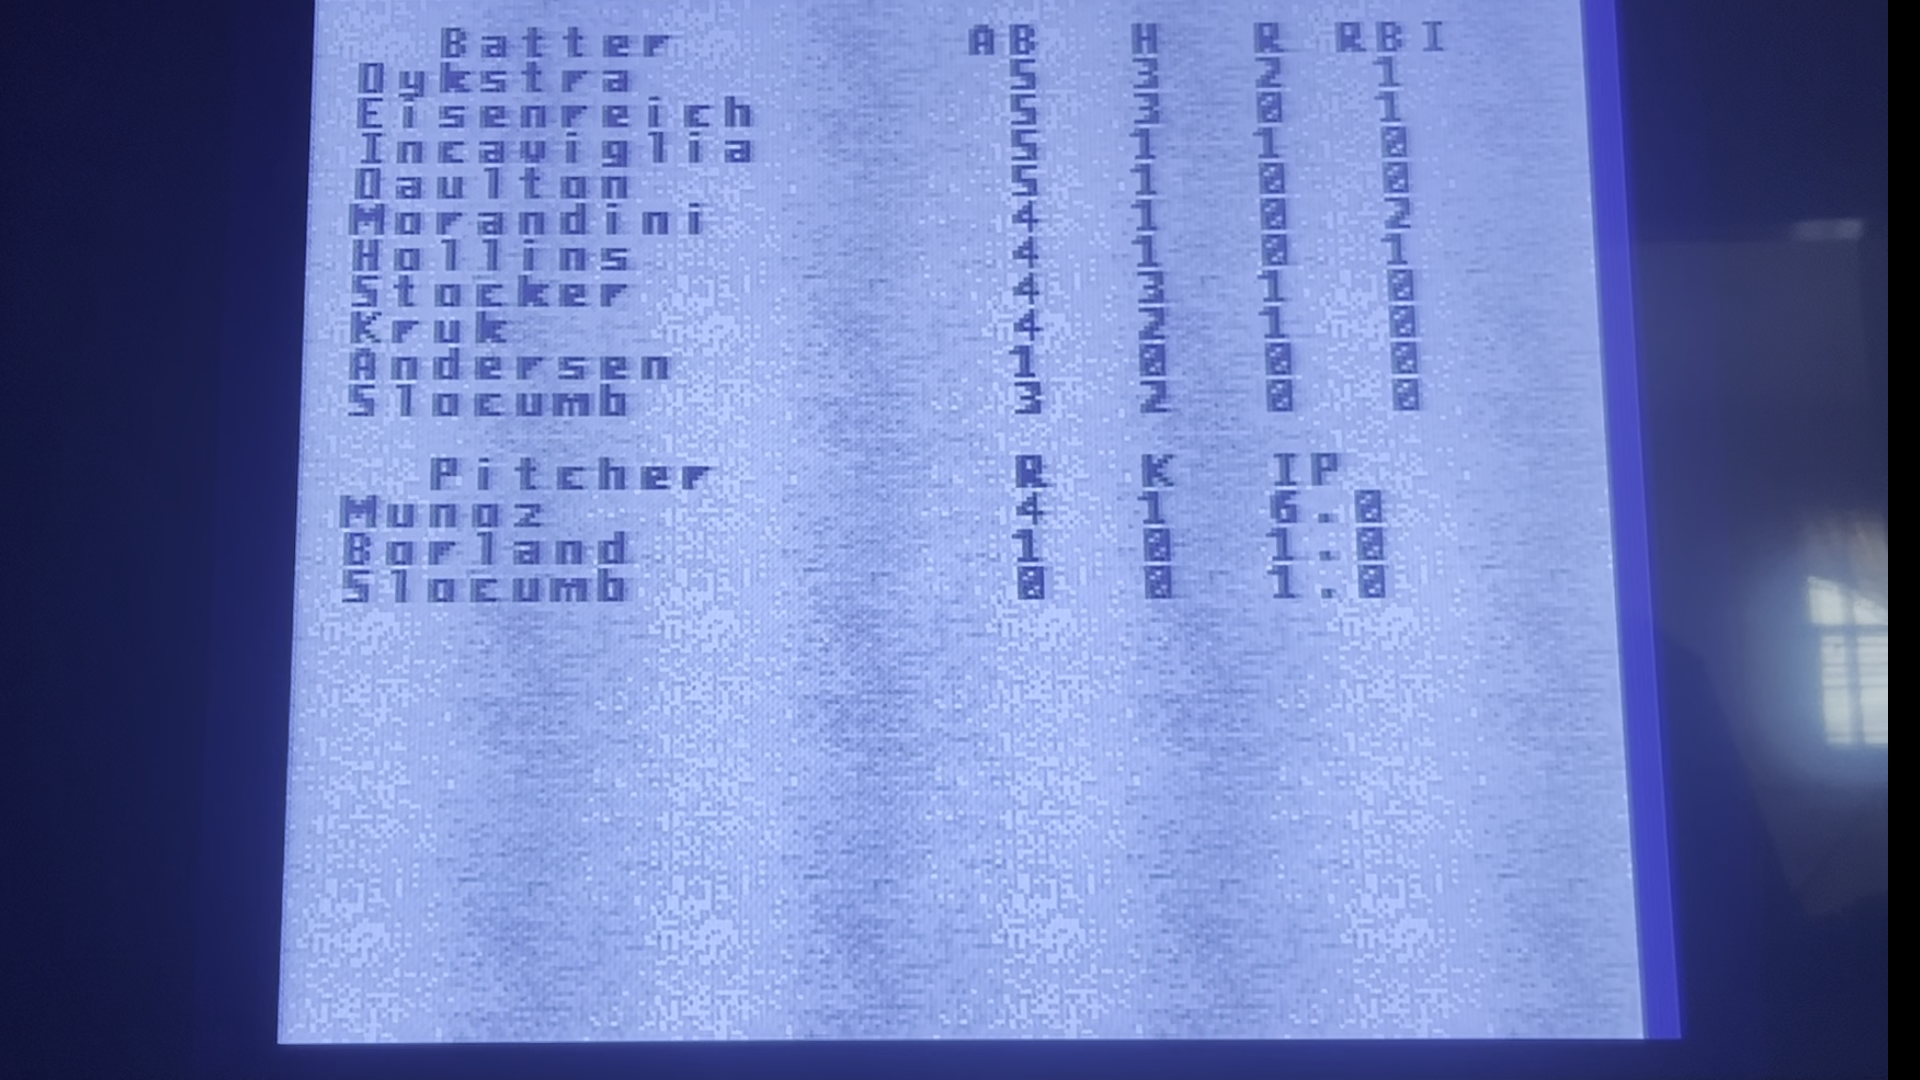 Batter AB H R RBI
Dykstra 5 3 2 1
Eisenreich 5 3 0 1
Incaviglia 5 1 1 0
Daulton 5 1 0 0
Morandini 4 1 0 2
Hollins 4 1 0 1
Stocker 4 3 1 0
Kruk 4 2 1 0
Andersen 1 0 0 0
Slocumb 3 2 0 0
Pitcher R K IP
Munoz 4 1 6.0
Borland 1 0 1.0
Slocumb 0 0 1.0